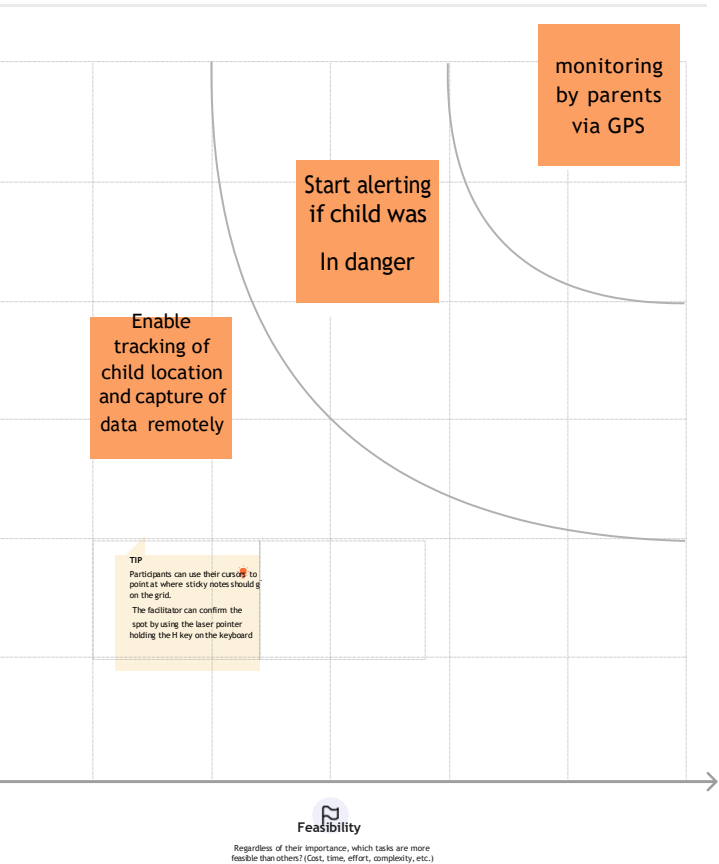 monitoring
by parents
via GPS
Start alerting
if child was
In danger
Enable
tracking of
child location
and capture of
data remotely
TIP
Participants can use their cursors to
point at where sticky notes should g
on the grid.
The facilitator can confirm the
spot by using the laser pointer
holding the H key on the keyboard
Feasibility
Regardless of their importance, which tasks are more
feasible than others? (Cost, time, effort, complexity, etc.)